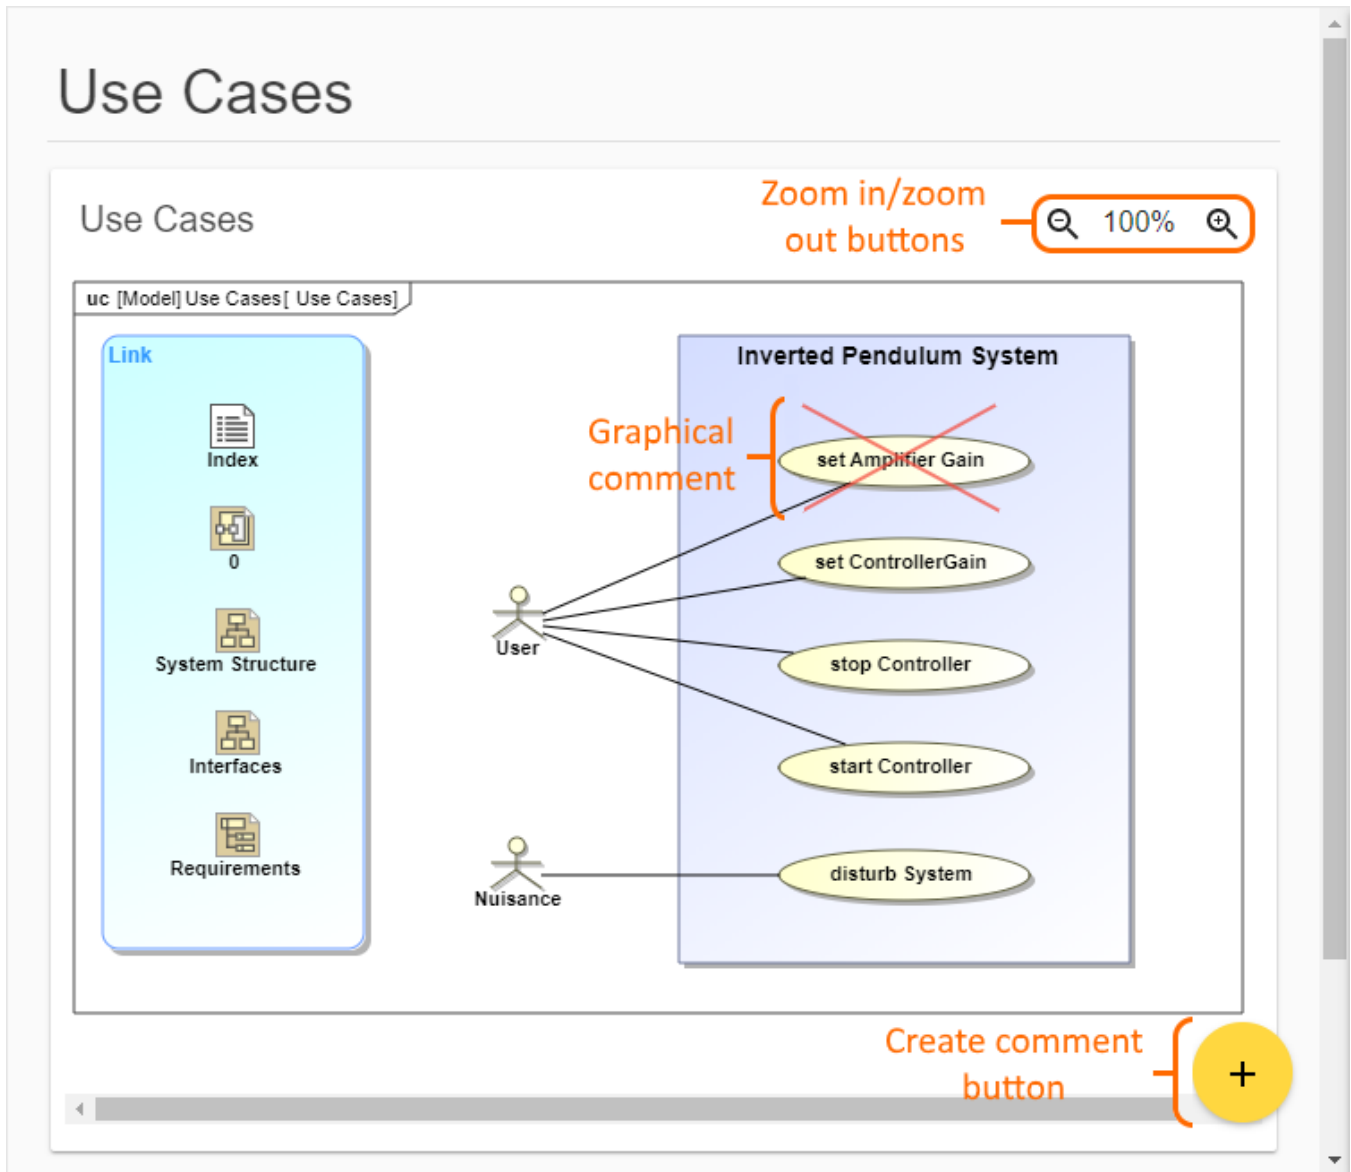 Use Cases
Use Cases
Zoom in/zoom
out buttons
100%
uc [Model] Use Cases[ Use Cases]
Link
Index
0
System Structure
Interfaces
Requirements
User
Nuisance
Inverted Pendulum System
Graphical
comment
set Amplifier Gain
set ControllerGain
stop Controller
start Controller
disturb System
Create comment
button
+